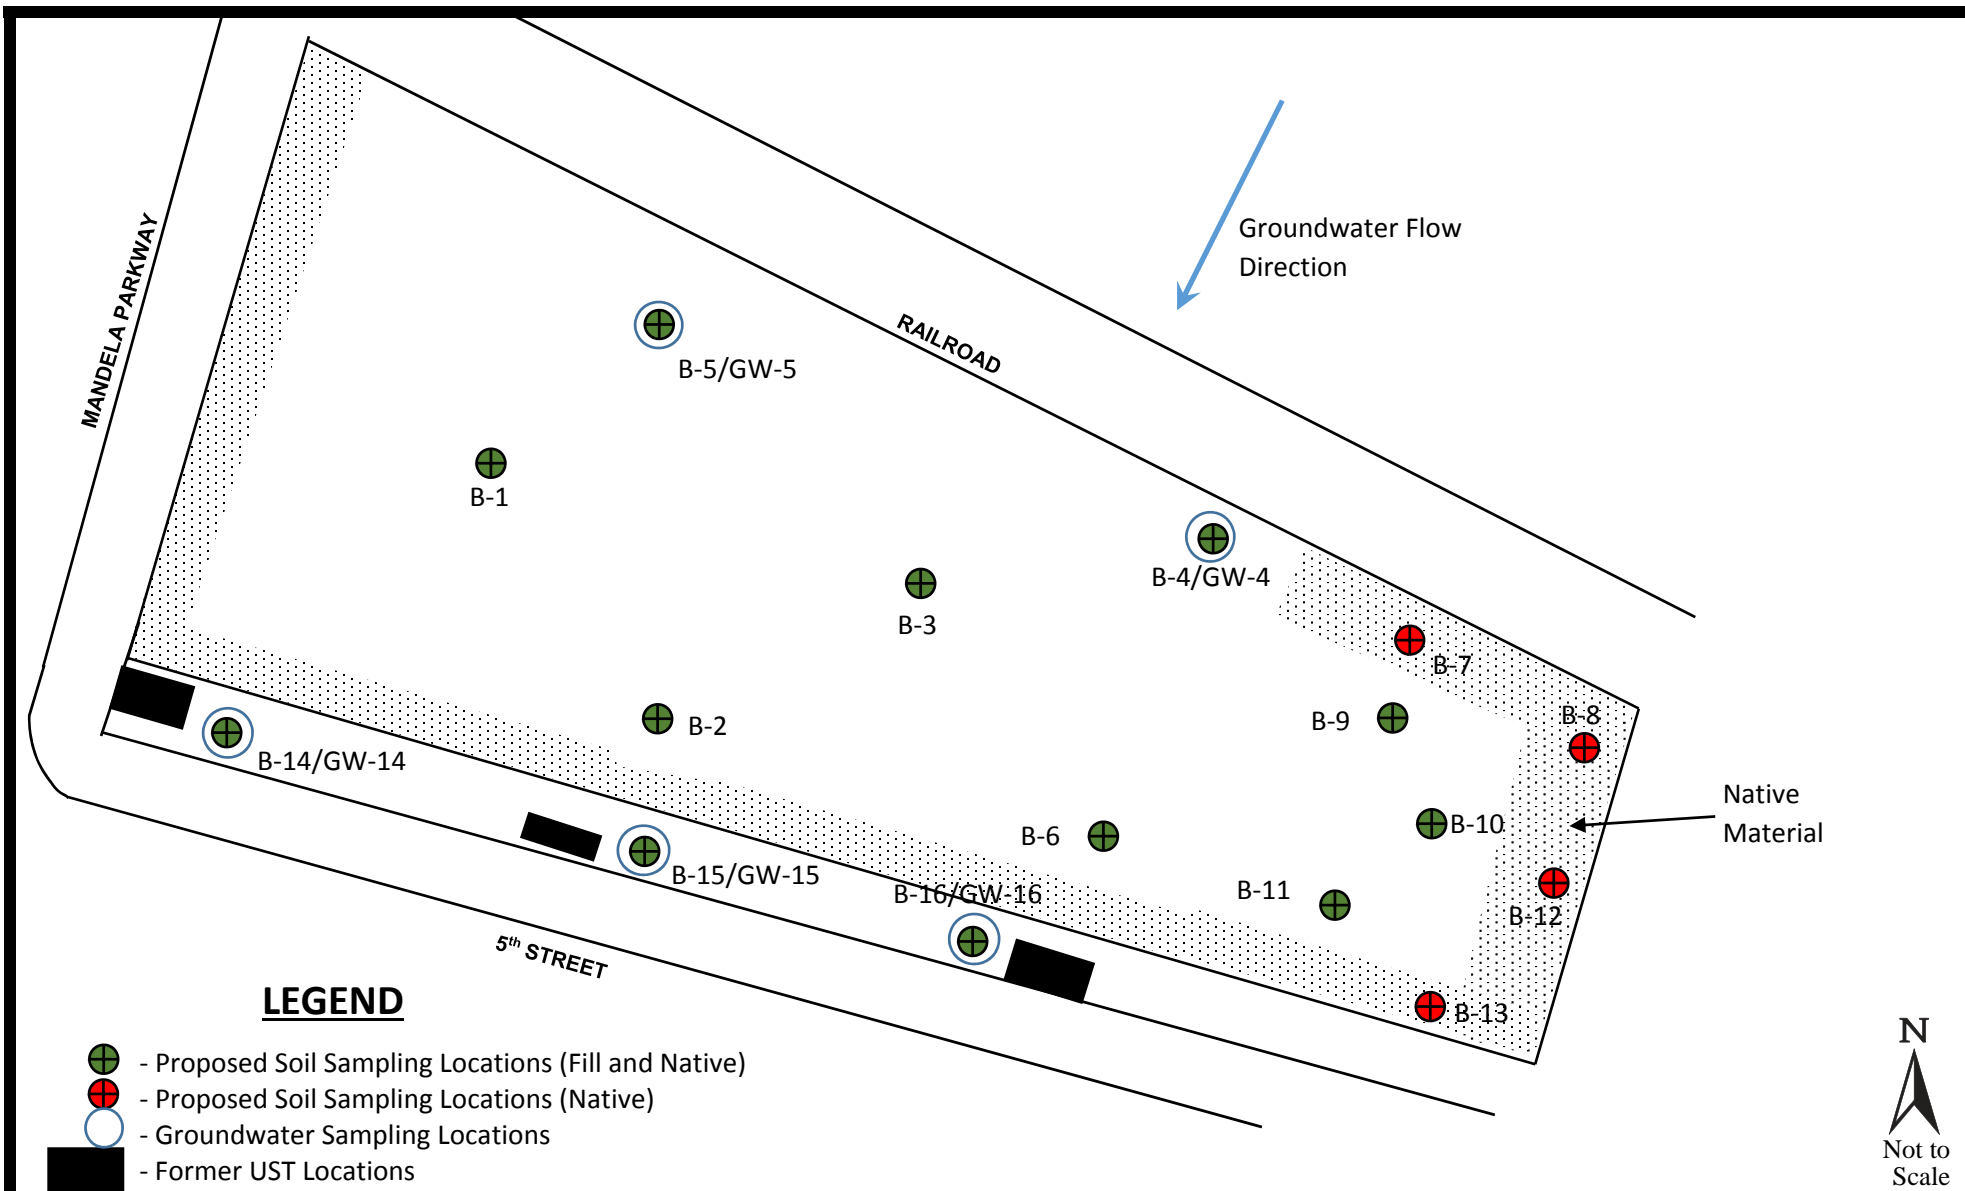 Groundwater Flow
Direction
MANDELA PARKWAY
RAILROAD
B-5/GW-5
B-1
B-4/GW-4
B-3
B-7
B-2
B-9
B-8
B-14/GW-14
Native
Material
B-10
B-6
B-15/GW-15
B-16/GW-16
B-11
B-12
5th STREET
B-13
LEGEND
- Proposed Soil Sampling Locations (Fill and Native)
- Proposed Soil Sampling Locations (Native)
- Groundwater Sampling Locations
- Former UST Locations
N
Not to
Scale